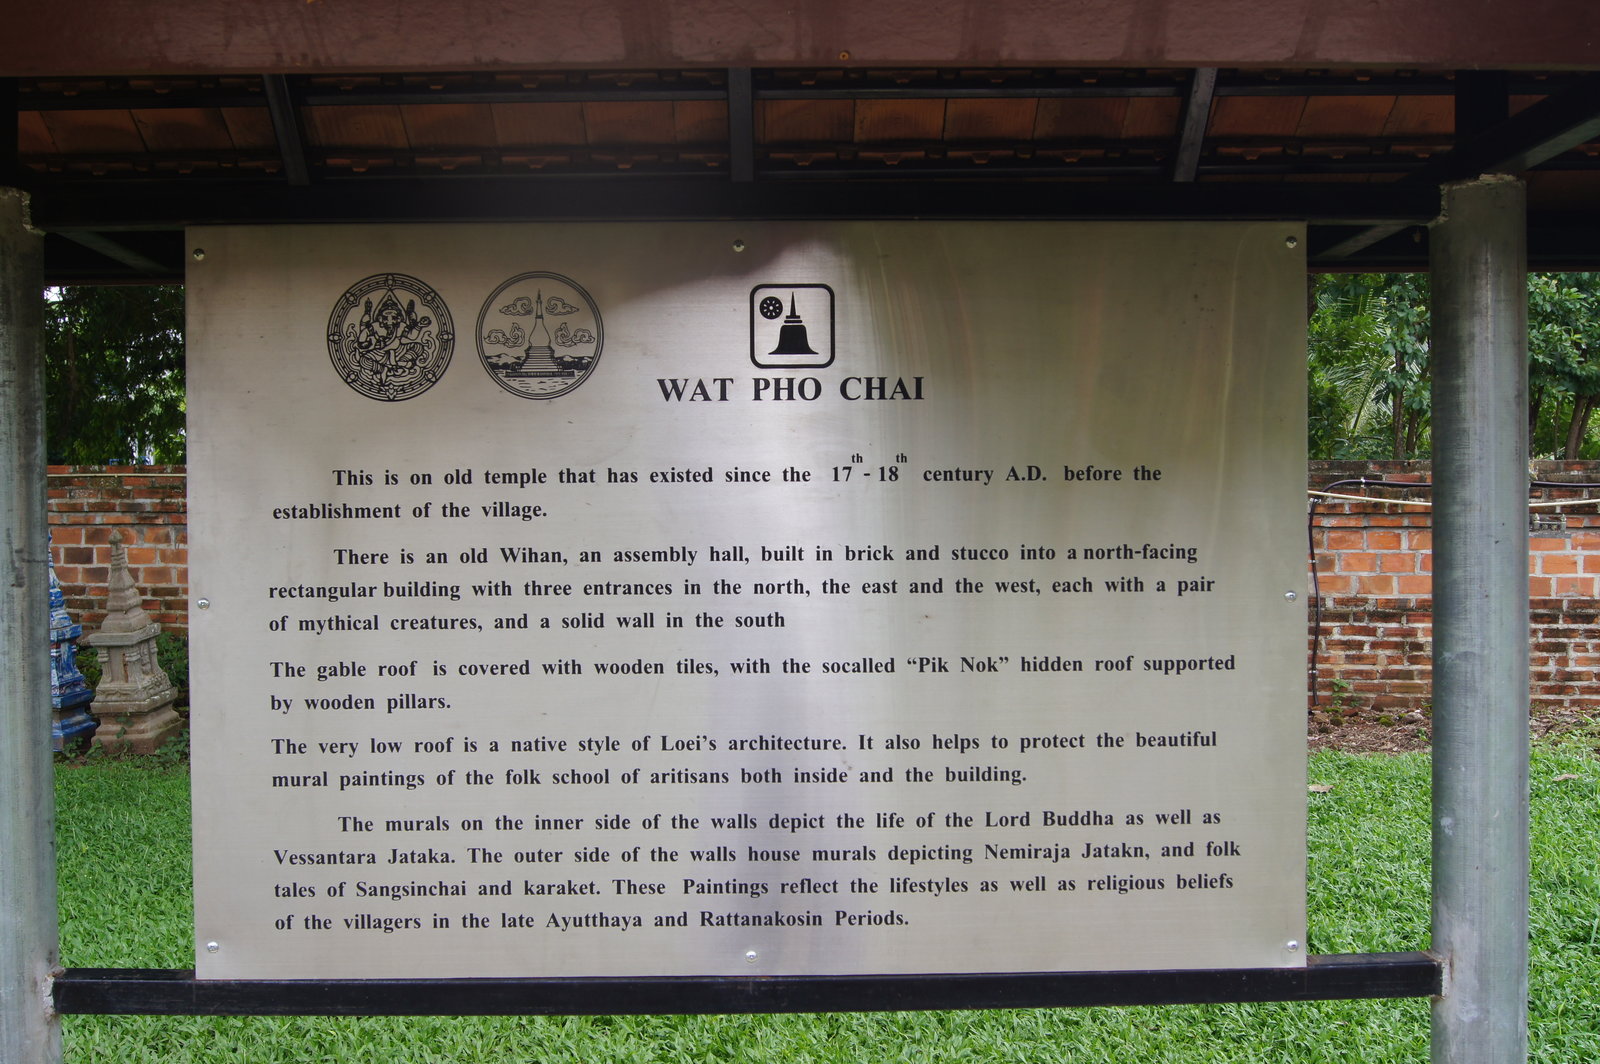 WAT PHO CHAI
This is on old temple that has existed since the 17th - 18th century A.D. before the
establishment of the village.
There is an old Wihan, an assembly hall, built in brick and stucco into a north-facing
rectangular building with three entrances in the north, the east and the west, each with a pair
of mythical creatures, and a solid wall in the south
The gable roof is covered with wooden tiles, with the socalled “Pik Nok” hidden roof supported
by wooden pillars.
The very low roof is a native style of Loei's architecture. It also helps to protect the beautiful
mural paintings of the folk school of aritisans both inside and the building.
The murals on the inner side of the walls depict the life of the Lord Buddha as well as
Vessantara Jataka. The outer side of the walls house murals depicting Nemiraja Jatakn, and folk
tales of Sangsinchai and karaket. These Paintings reflect the lifestyles as well as religious beliefs
of the villagers in the late Ayutthaya and Rattanakosin Periods.